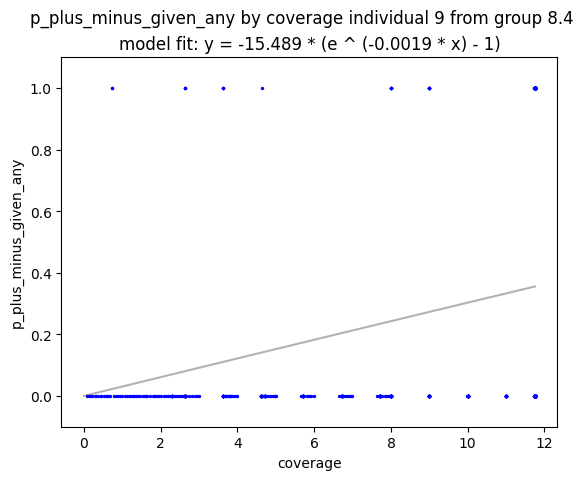 p_plus_minus_given_any by coverage individual 9 from group 8.4
model fit: y = -15.489 * (e ^ (-0.0019 * x) - 1)
1.0
0.8
0.6
0.4
0.2
0.0
p_plus_minus_given_any
0 2 4 6 8 10 12
coverage